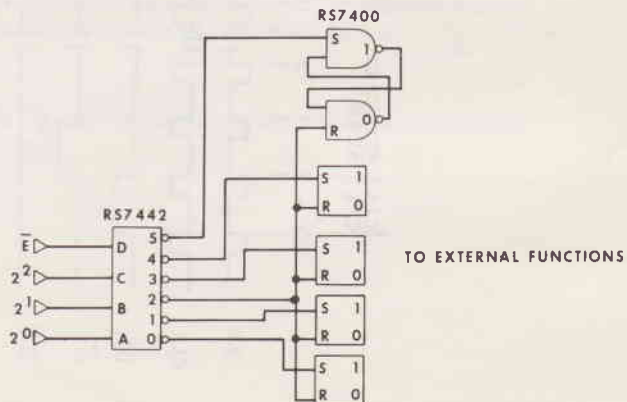 RS7400
S 1
0
R
S 1
R 0
RS7442
E̅ D 5
4
2² C 3
2
2¹ B 1
2⁰ A 0
S 1
R 0
TO EXTERNAL FUNCTIONS
S 1
R 0
S 1
R 0